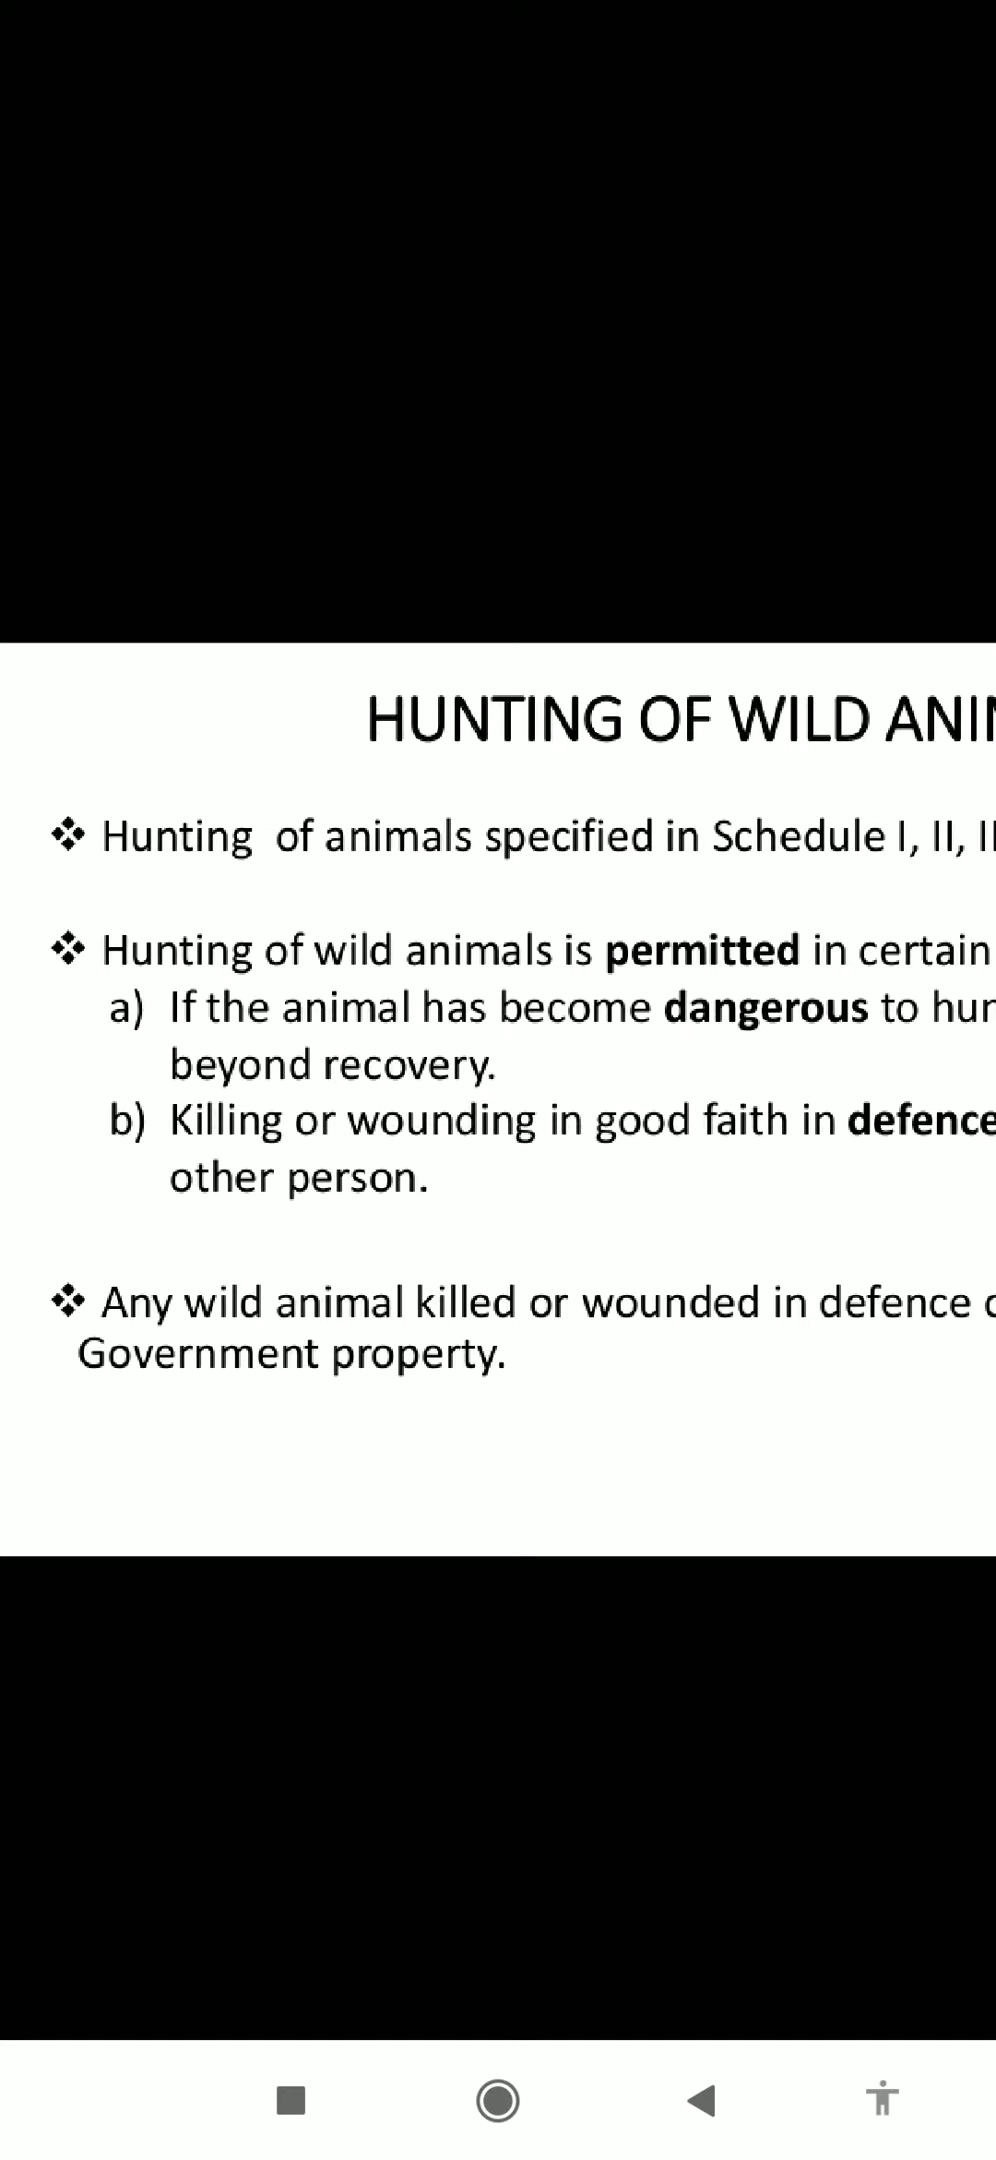 HUNTING OF WILD ANI
❖ Hunting of animals specified in Schedule I, II,
❖ Hunting of wild animals is permitted in certain
a) If the animal has become dangerous to
beyond recovery.
b) Killing or wounding in good faith in defence
other person.
❖ Any wild animal killed or wounded in defence
Government property.